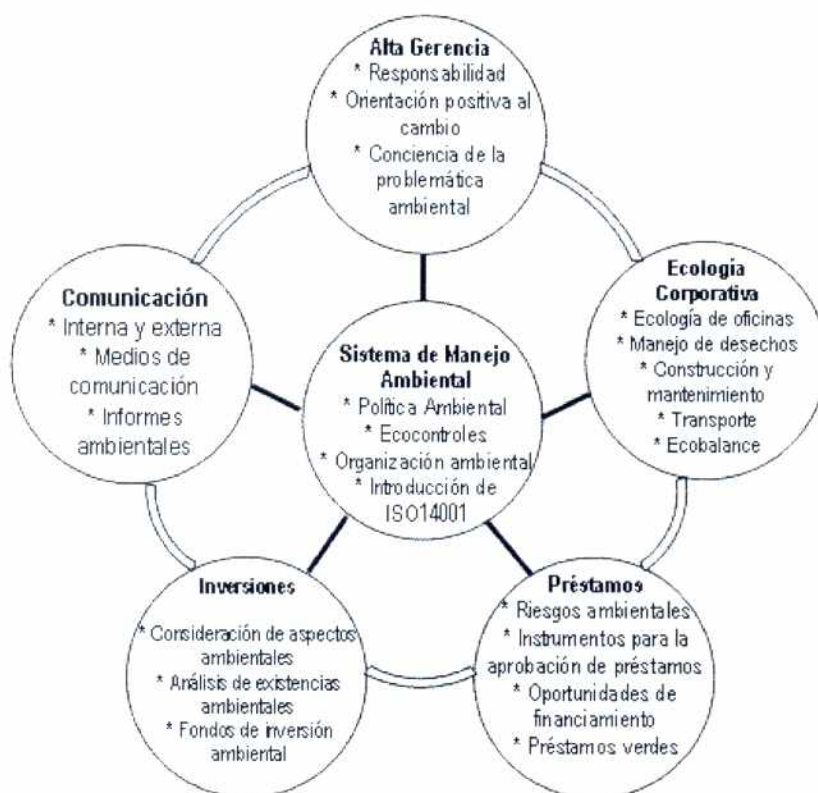 Alta Gerencia
* Responsabilidad
* Orientación positiva al
cambio
* Conciencia de la
problemática
ambiental
Comunicación
* Interna y externa
* Medios de
comunicación
* Informes
ambientales
Sistema de Manejo
Ambiental
* Política Ambiental
* Ecocontroles
* Organización ambiental
* Introducción de
ISO14001
Ecología
Corporativa
* Ecología de oficinas
* Manejo de desechos
* Construcción y
mantenimiento
* Transporte
* Ecobalance
Inversiones
* Consideración de aspectos
ambientales
* Análisis de existencias
ambientales
* Fondos de inversión
ambiental
Préstamos
* Riesgos ambientales
* Instrumentos para la
aprobación de préstamos
* Oportunidades de
financiamiento
* Préstamos verdes